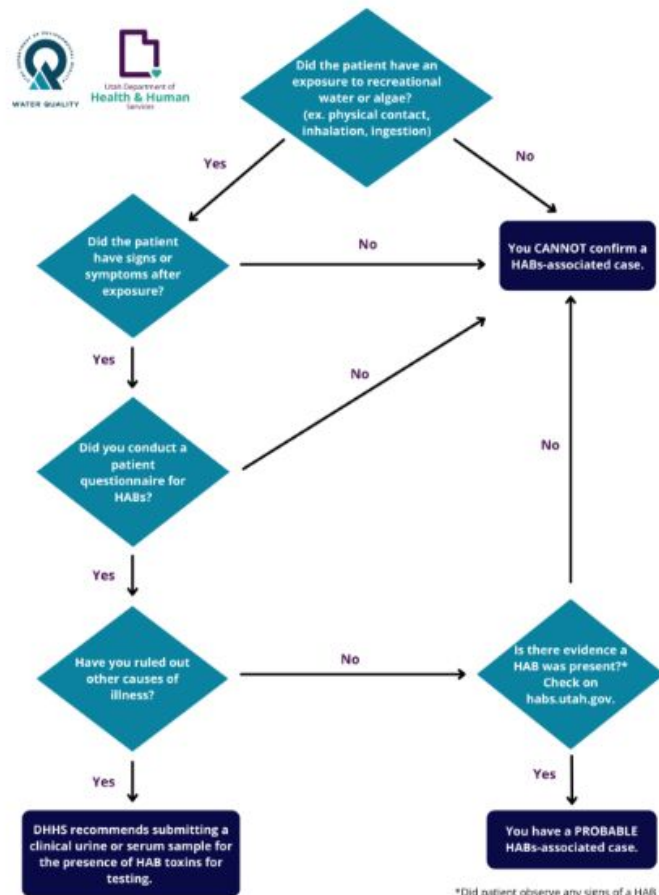 WATER QUALITY
Utah Department of
Health & Human
Services
Did the patient have an
exposure to recreational
water or algae?
(ex. physical contact,
inhalation, ingestion)
Yes
No
Did the patient
have signs or
symptoms after
exposure?
No
You CANNOT confirm a
HABs-associated case.
Yes
No
Did you conduct a
patient
questionnaire for
HABs?
No
Yes
Have you ruled out
other causes of
illness?
No
Is there evidence a
HAB was present?*
Check on
habs.utah.gov.
Yes
Yes
DHHS recommends submitting a
clinical urine or serum sample for
the presence of HAB toxins for
testing.
You have a PROBABLE
HABs-associated case.
*Did patient observe any signs of a HAB